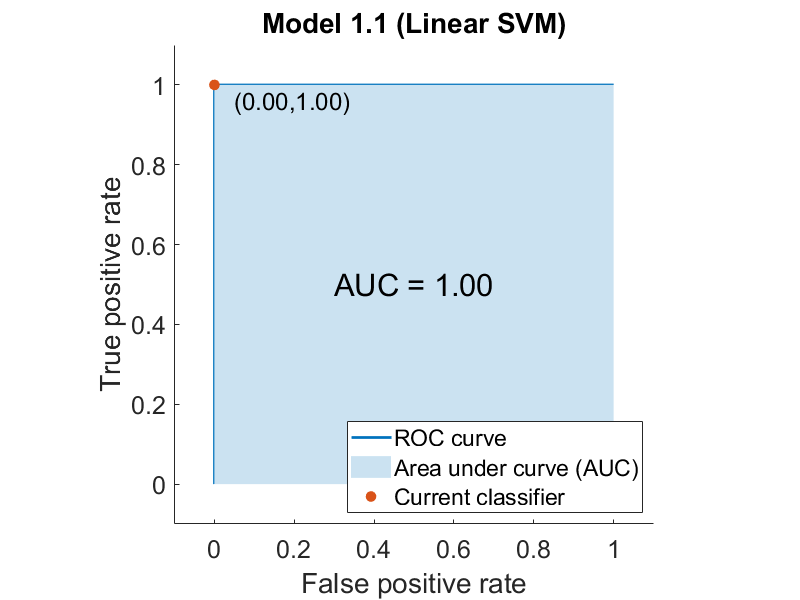 Model 1.1 (Linear SVM)
1
(0.00,1.00)
0.8
0.6
AUC = 1.00
0.4
0.2
0
True positive rate
ROC curve
Area under curve (AUC)
Current classifier
0 0.2 0.4 0.6 0.8 1
False positive rate